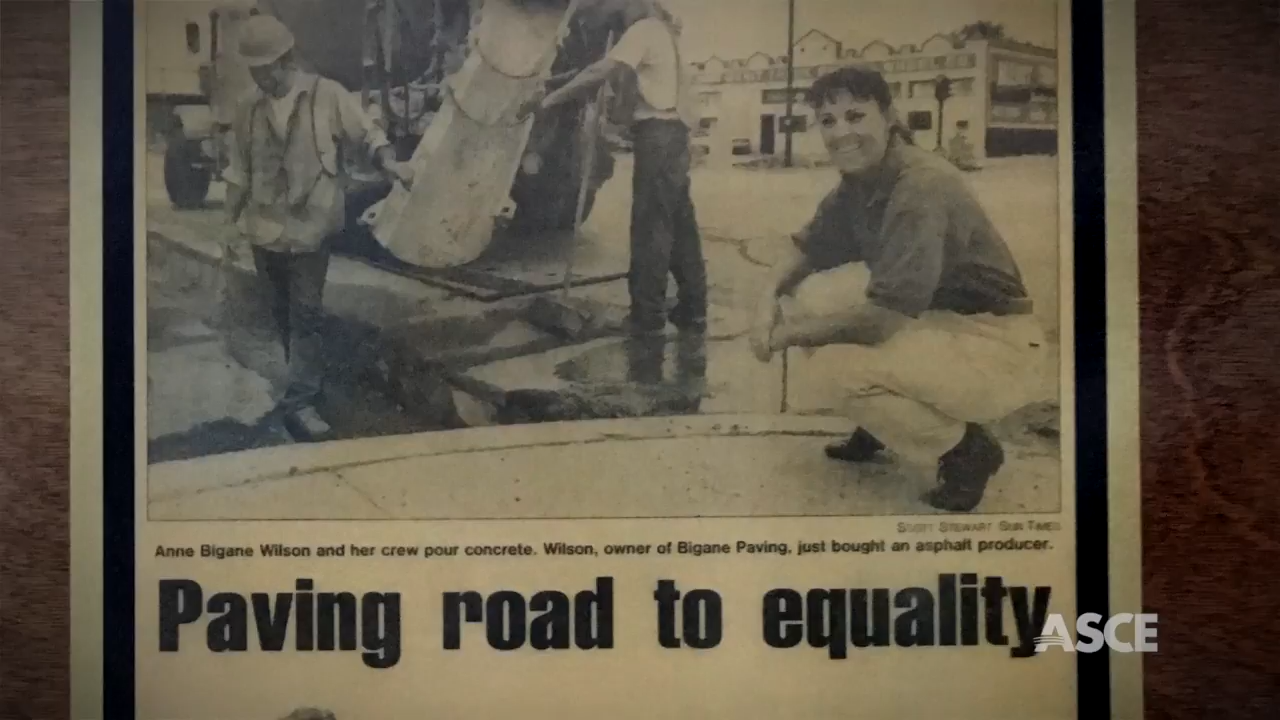 SCOTT STEWART SUN TIMES
Anne Bigane Wilson and her crew pour concrete. Wilson, owner of Bigane Paving, just bought an asphalt producer.
Paving road to equality
ASCE